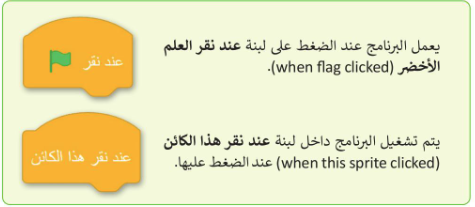 عند نقر
يعمل البرنامج عند الضغط على لبنة عند نقر العلم
الأخضر (when flag clicked).
عند نقر هذا الكائن
يتم تشغيل البرنامج داخل لبنة عند نقر هذا الكائن
(when this sprite clicked) عند الضغط عليها.